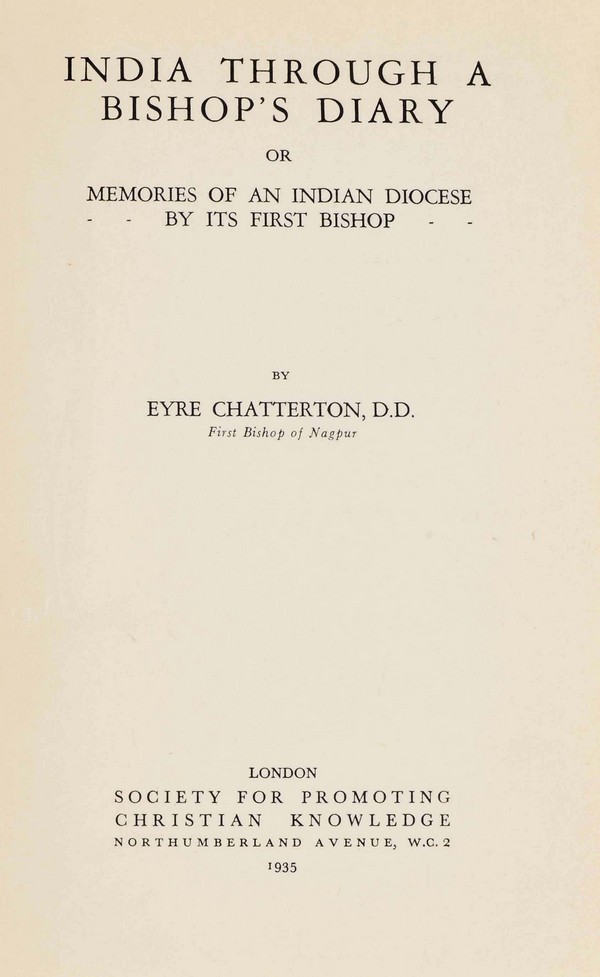 INDIA THROUGH A
BISHOP'S DIARY
OR
MEMORIES OF AN INDIAN DIOCESE
- - BY ITS FIRST BISHOP - -
BY
EYRE CHATTERTON, D.D.
First Bishop of Nagpur
LONDON
SOCIETY FOR PROMOTING
CHRISTIAN KNOWLEDGE
NORTHUMBERLAND AVENUE, W.C. 2
1935